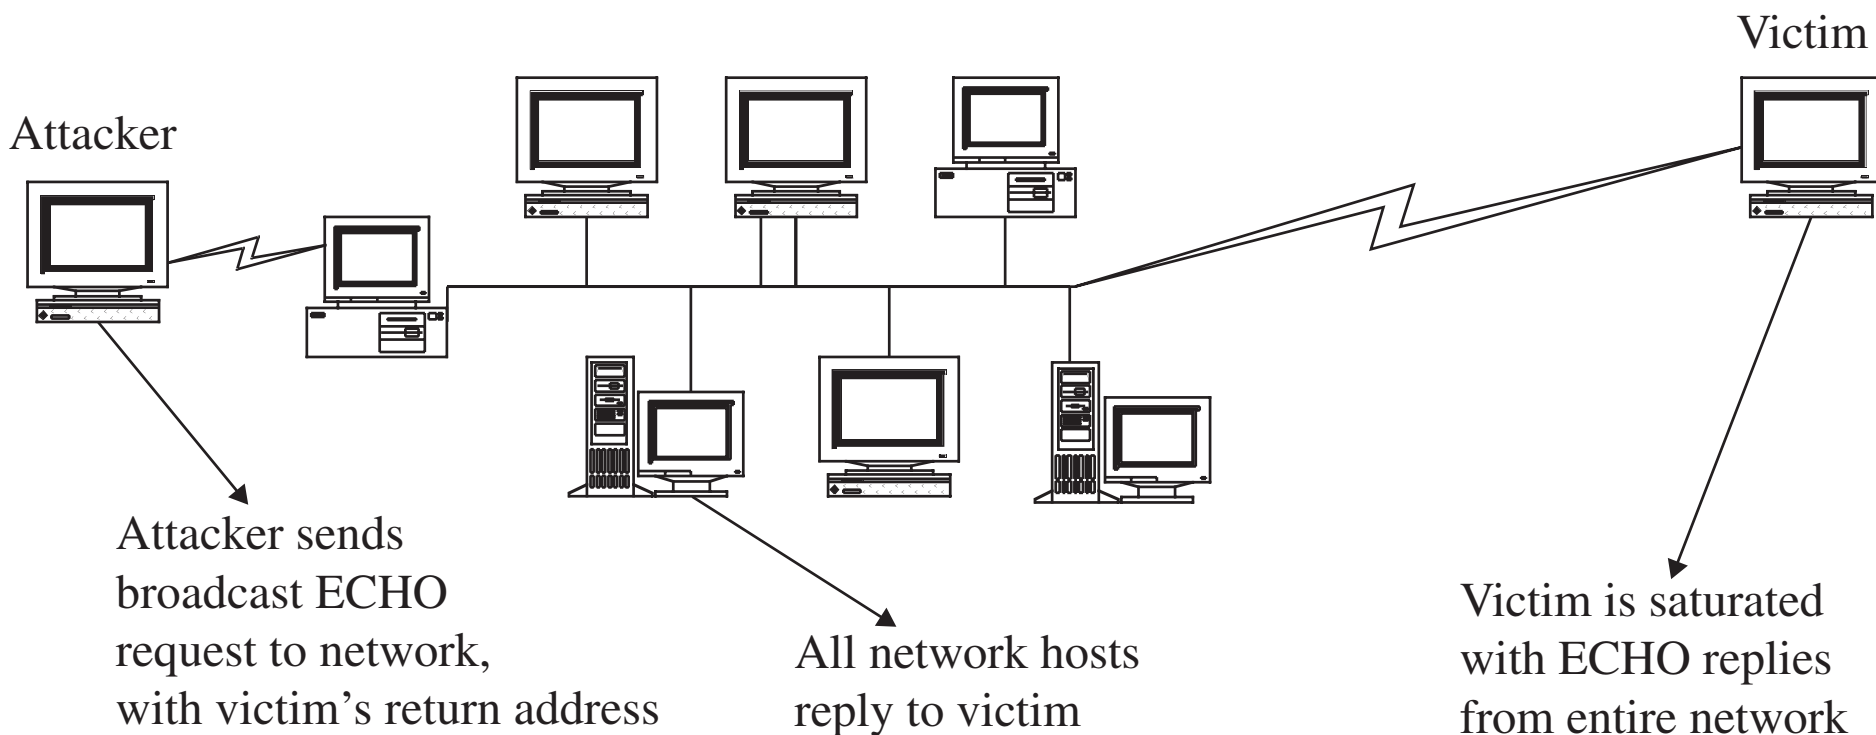 Victim
Attacker
Attacker sends
broadcast ECHO
request to network,
with victim’s return address
All network hosts
reply to victim
Victim is saturated
with ECHO replies
from entire network